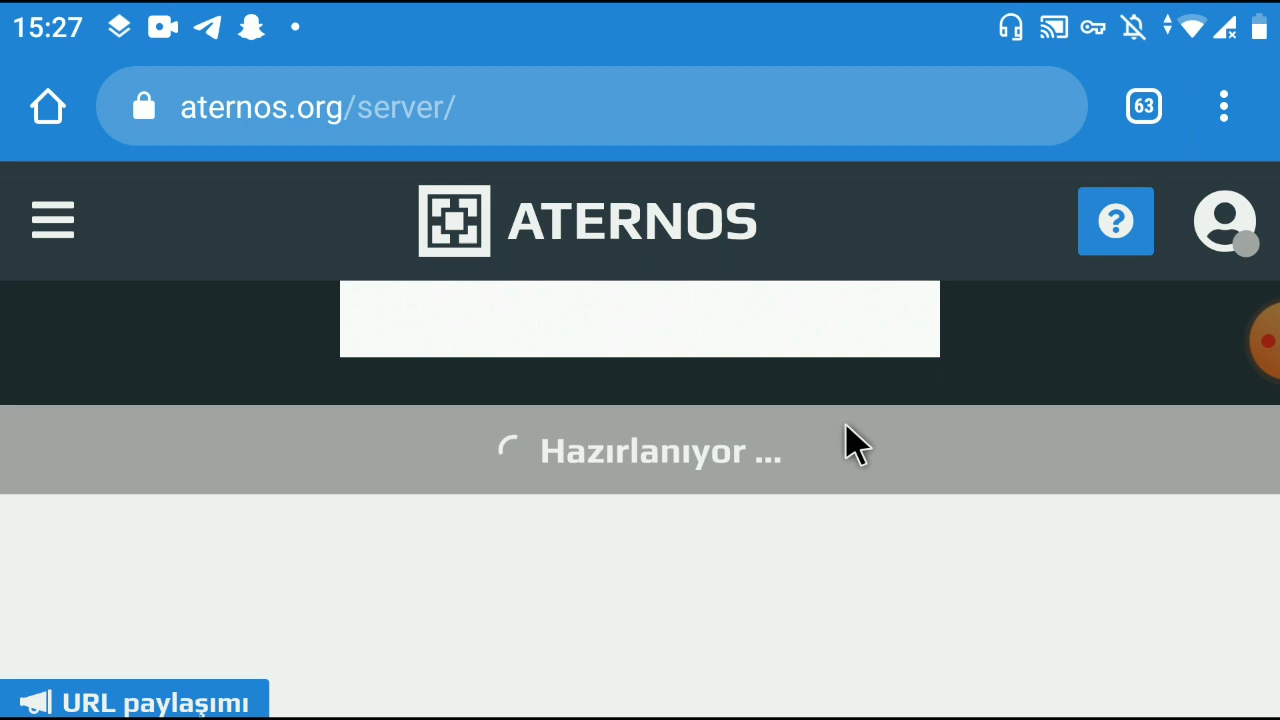 15:27
aternos.org/server/
63
ATERNOS
?
Hazırlanıyor ...
URL paylaşımı